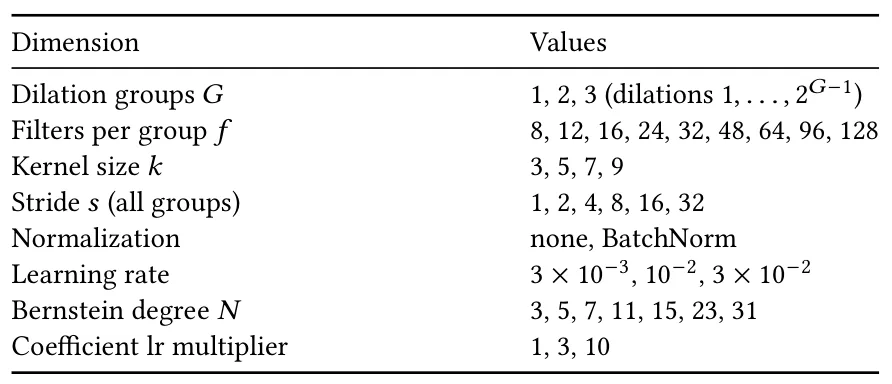 Dimension Values
Dilation groups G 1, 2, 3 (dilations 1, . . . , 2^{G−1})
Filters per group f 8, 12, 16, 24, 32, 48, 64, 96, 128
Kernel size k 3, 5, 7, 9
Stride s (all groups) 1, 2, 4, 8, 16, 32
Normalization none, BatchNorm
Learning rate 3 × 10^{−3}, 10^{−2}, 3 × 10^{−2}
Bernstein degree N 3, 5, 7, 11, 15, 23, 31
Coefficient lr multiplier 1, 3, 10